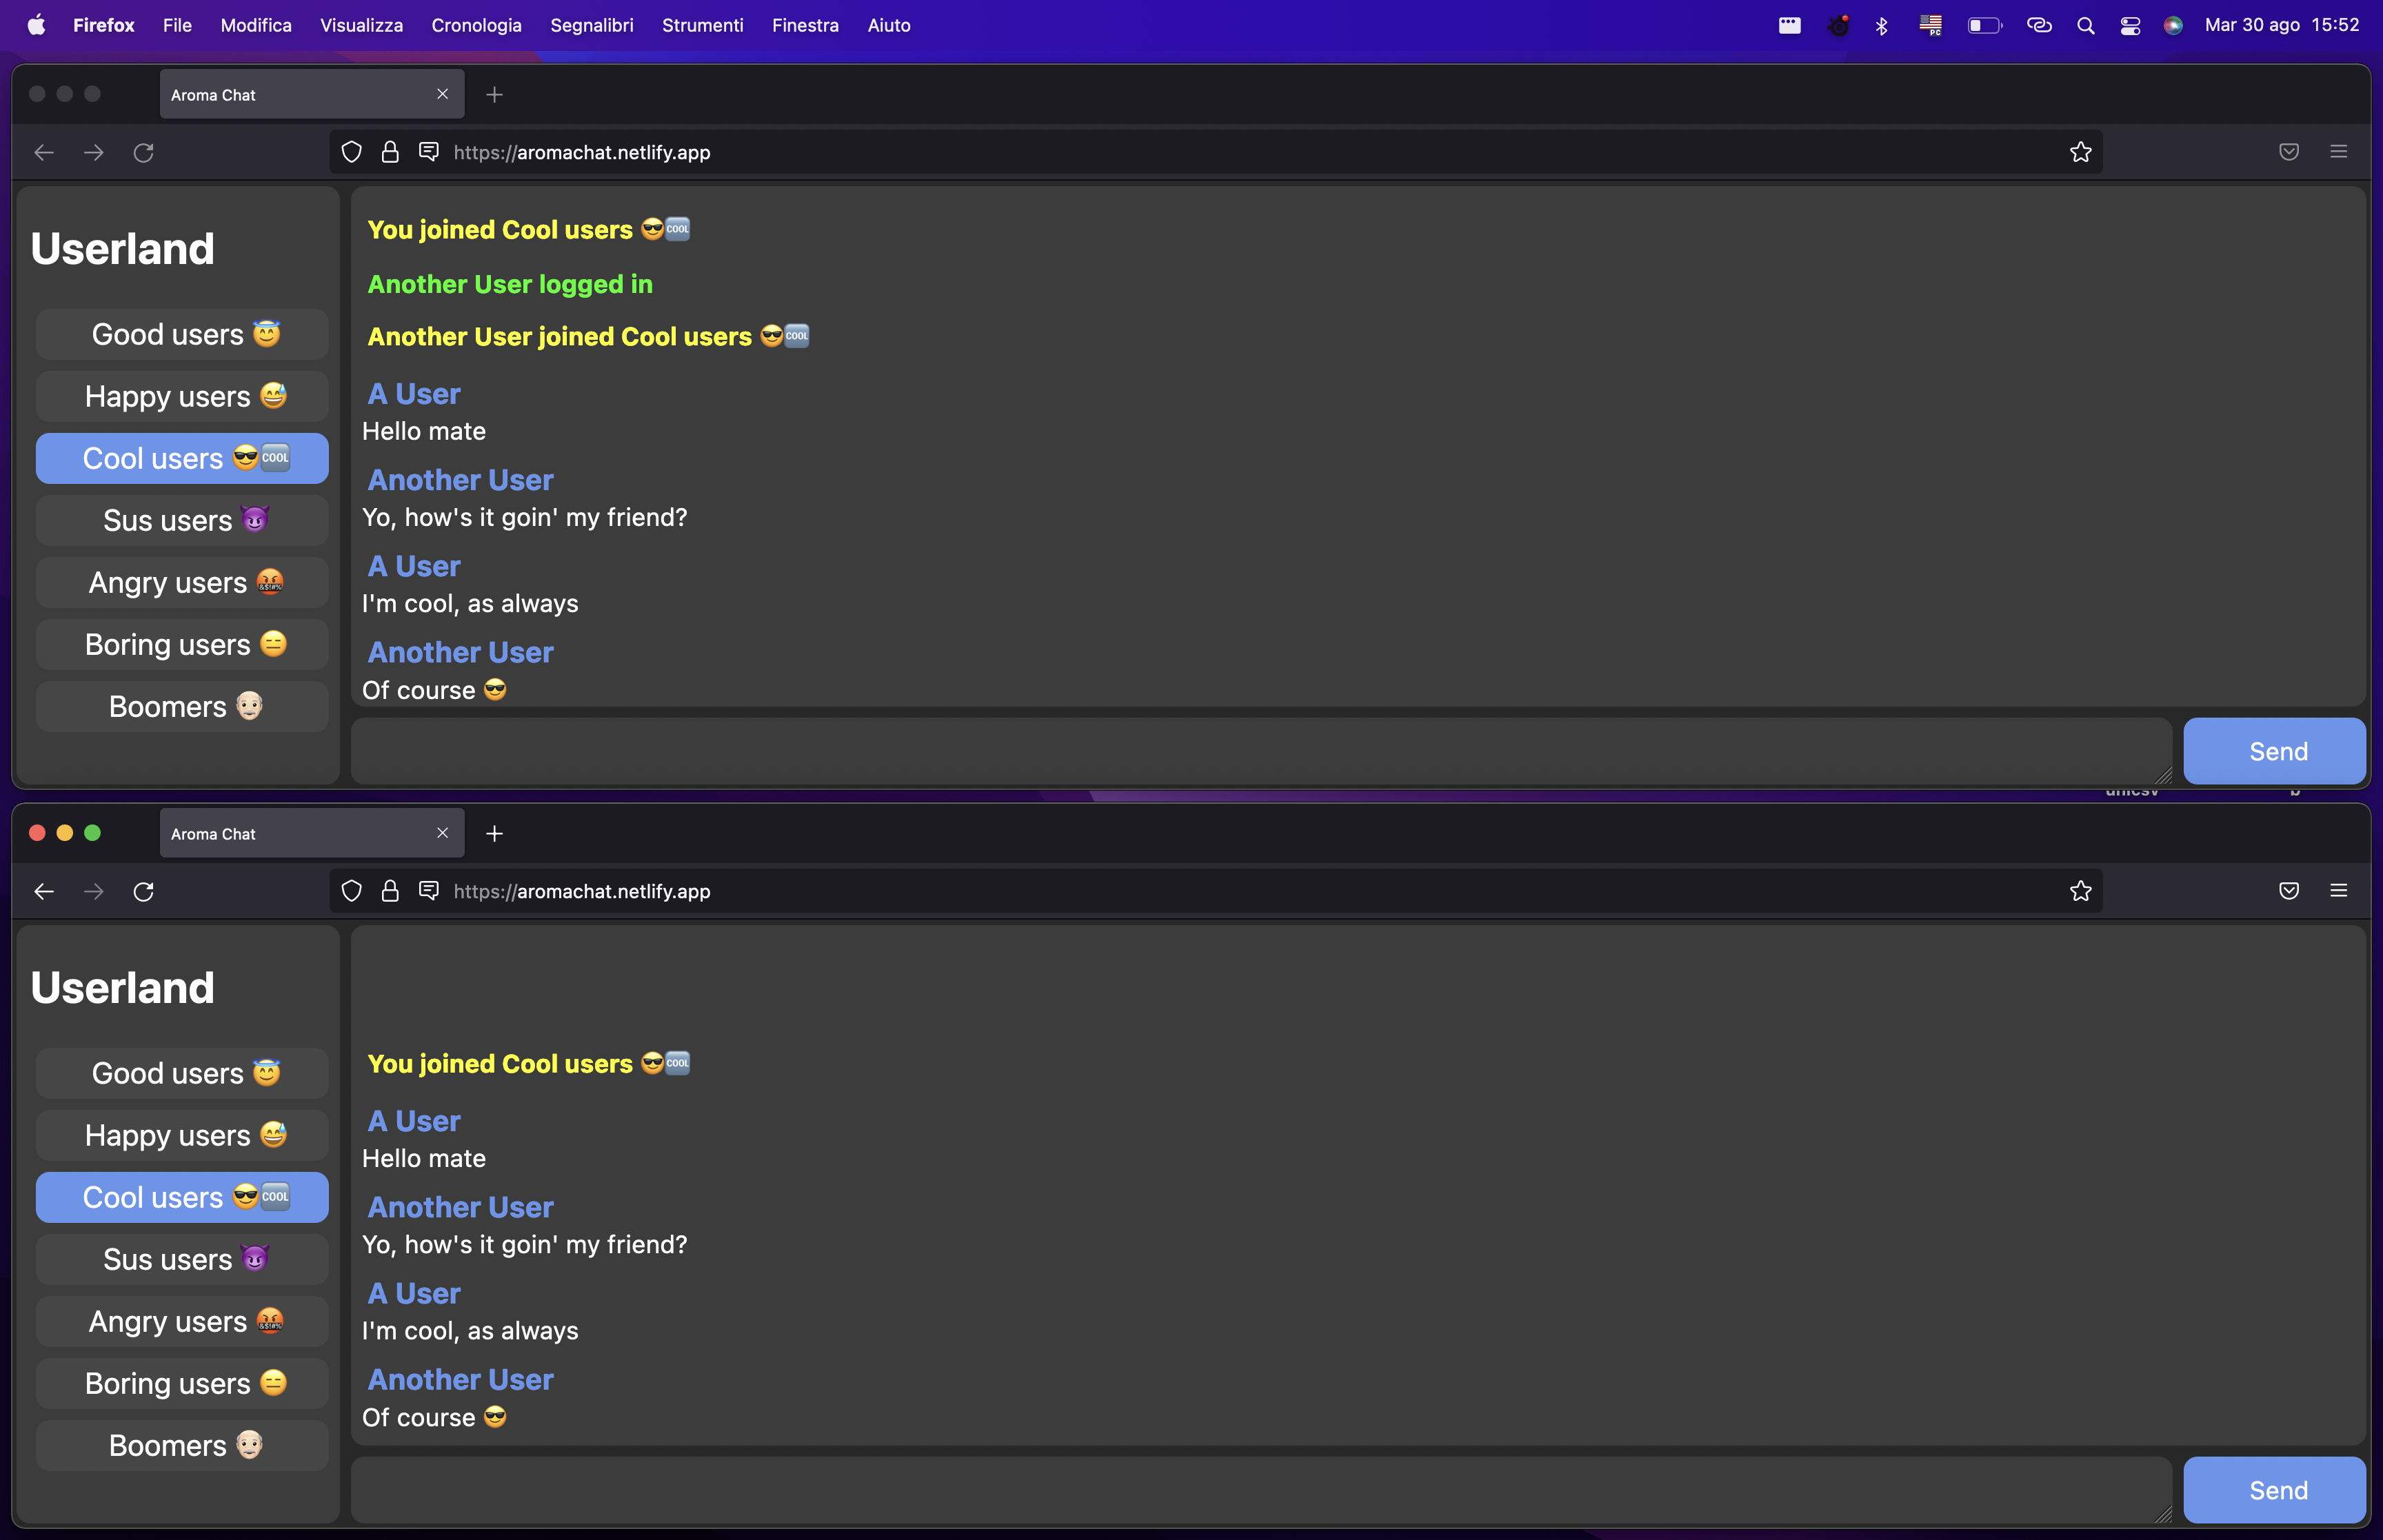 Firefox File Modifica Visualizza Cronologia Segnalibri Strumenti Finestra Aiuto PC Mar 30 ago 15:52
Aroma Chat
https://aromachat.netlify.app
Userland
Good users 😇
Happy users 😅
Cool users 😎🆒
Sus users 😈
Angry users 🤬
Boring users 😑
Boomers 👴🏻
You joined Cool users 😎🆒
Another User logged in
Another User joined Cool users 😎🆒
A User
Hello mate
Another User
Yo, how's it goin' my friend?
A User
I'm cool, as always
Another User
Of course 😎
Send
Aroma Chat
https://aromachat.netlify.app
Userland
Good users 😇
Happy users 😅
Cool users 😎🆒
Sus users 😈
Angry users 🤬
Boring users 😑
Boomers 👴🏻
You joined Cool users 😎🆒
A User
Hello mate
Another User
Yo, how's it goin' my friend?
A User
I'm cool, as always
Another User
Of course 😎
Send